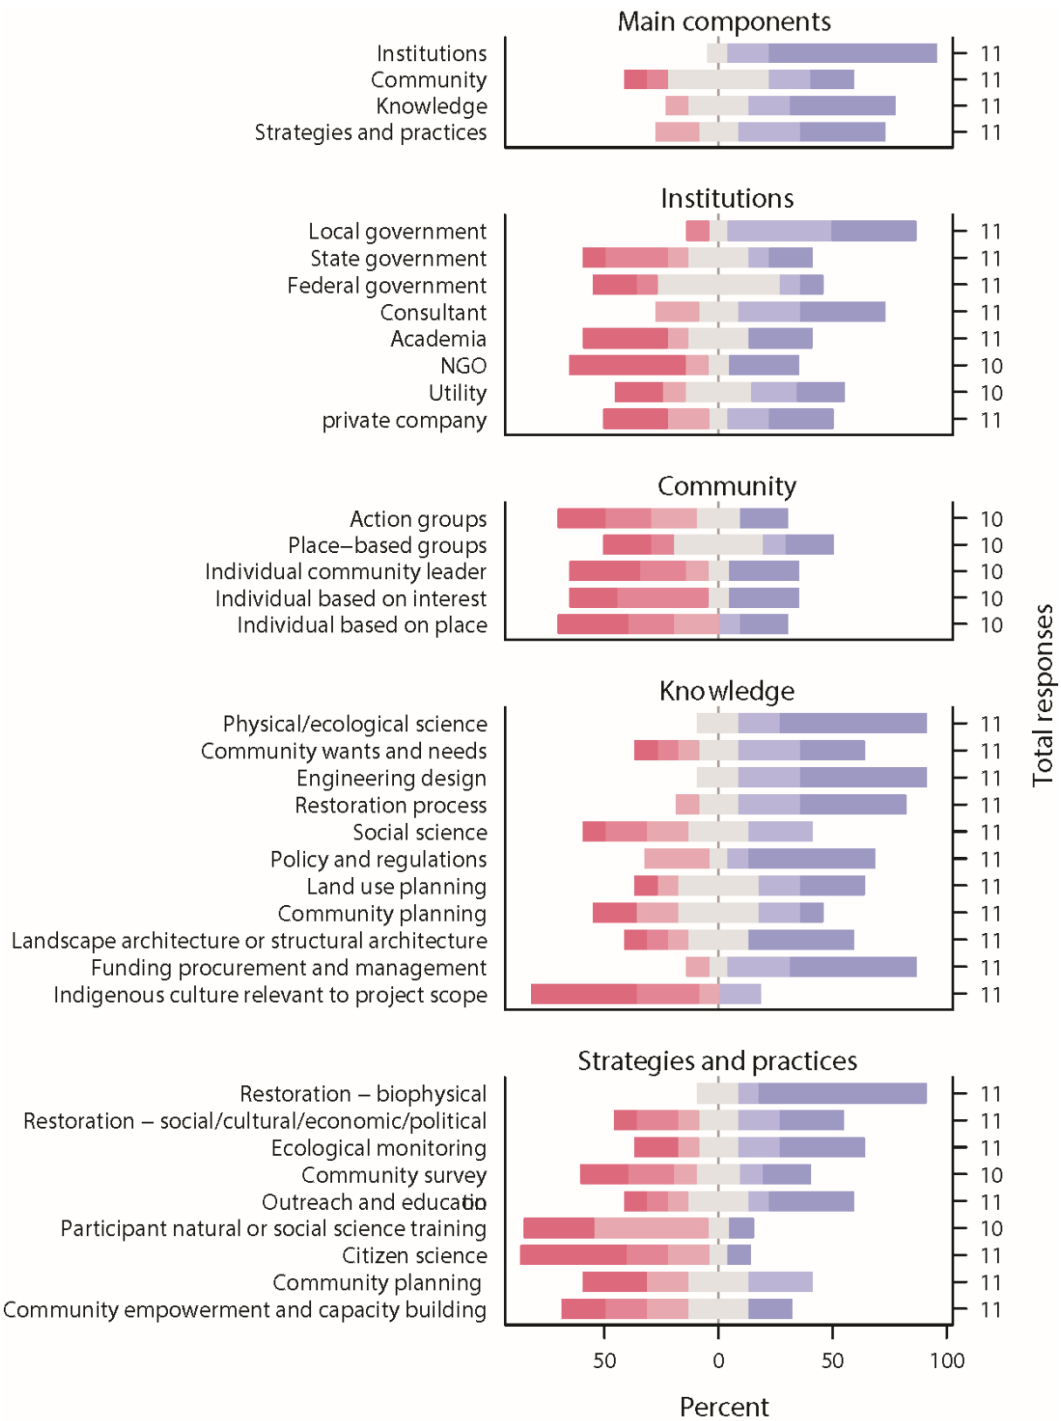 Main components
Institutions 11
Community 11
Knowledge 11
Strategies and practices 11
Institutions
Local government 11
State government 11
Federal government 11
Consultant 11
Academia 11
NGO 10
Utility 10
private company 11
Community
Action groups 10
Place–based groups 10
Individual community leader 10
Individual based on interest 10
Individual based on place 10
Total responses
Knowledge
Physical/ecological science 11
Community wants and needs 11
Engineering design 11
Restoration process 11
Social science 11
Policy and regulations 11
Land use planning 11
Community planning 11
Landscape architecture or structural architecture 11
Funding procurement and management 11
Indigenous culture relevant to project scope 11
Strategies and practices
Restoration – biophysical 11
Restoration – social/cultural/economic/political 11
Ecological monitoring 11
Community survey 10
Outreach and education 11
Participant natural or social science training 10
Citizen science 11
Community planning 11
Community empowerment and capacity building 11
50 0 50 100
Percent